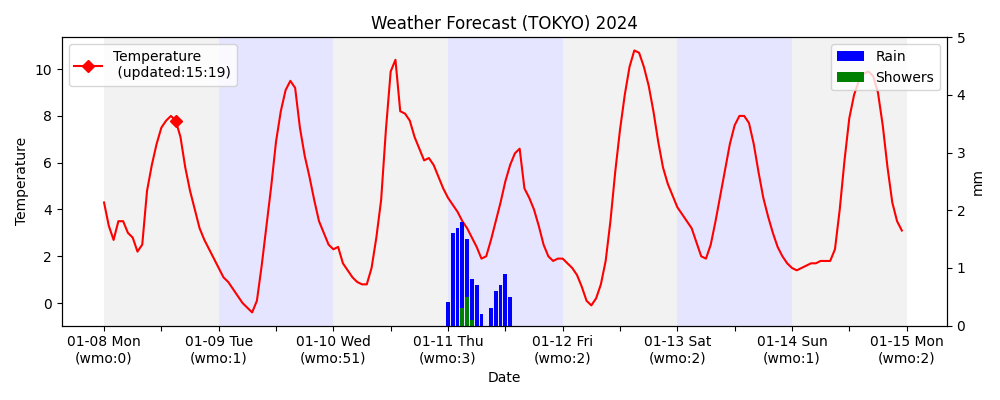 Weather Forecast (TOKYO) 2024
Temperature
(updated:15:19)
Rain
Showers
10
8
6
4
2
0
Temperature
5
4
3
2
1
0
mm
01-08 Mon
(wmo:0)
01-09 Tue
(wmo:1)
01-10 Wed
(wmo:51)
01-11 Thu
(wmo:3)
01-12 Fri
(wmo:2)
01-13 Sat
(wmo:2)
01-14 Sun
(wmo:1)
01-15 Mon
(wmo:2)
Date